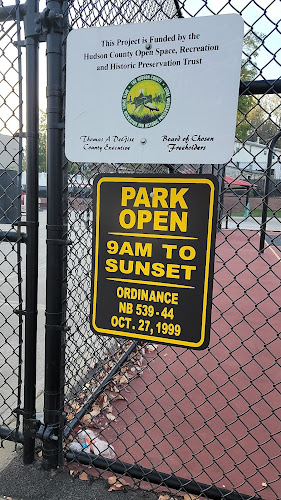 This Project is Funded by the
Hudson County Open Space, Recreation
and Historic Preservation Trust
Thomas A DeGise
County Executive
Board of Chosen
Freeholders
PARK
OPEN
9AM TO
SUNSET
ORDINANCE
NB 539-44
OCT. 27, 1999